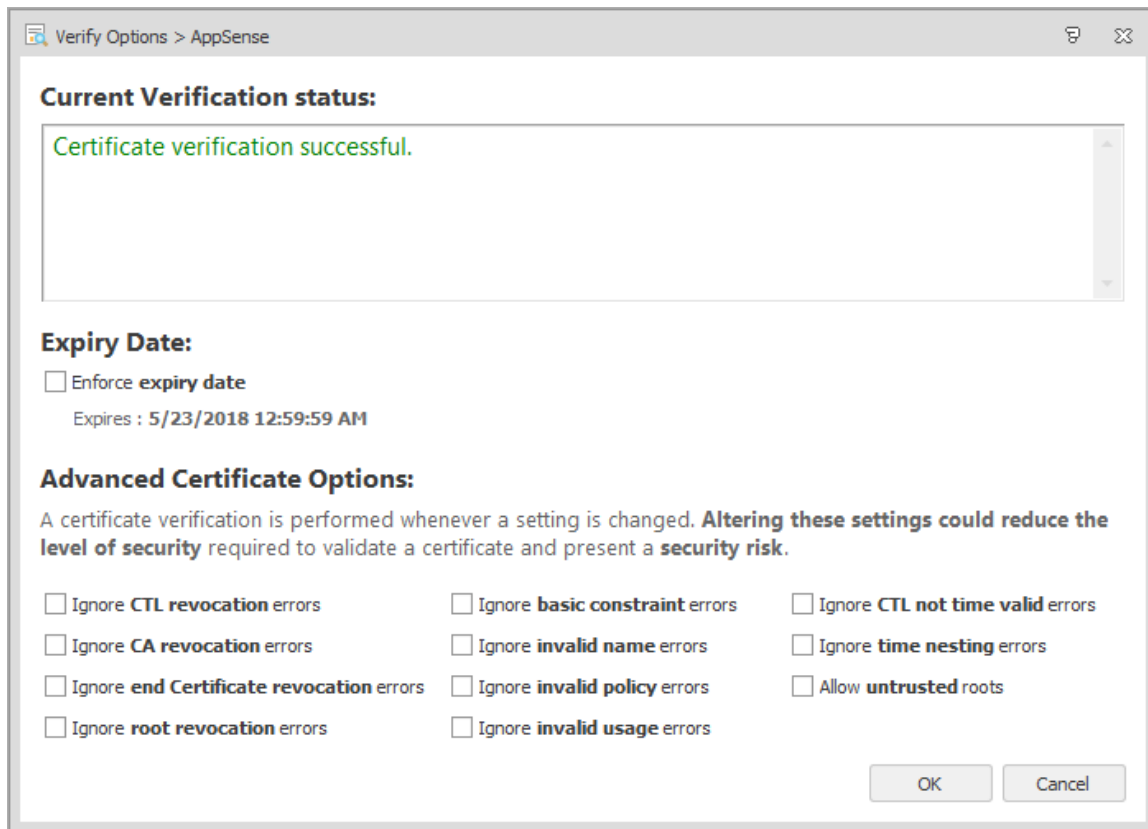 Verify Options > AppSense
Current Verification status:
Certificate verification successful.
Expiry Date:
Enforce expiry date
Expires : 5/23/2018 12:59:59 AM
Advanced Certificate Options:
A certificate verification is performed whenever a setting is changed. Altering these settings could reduce the
level of security required to validate a certificate and present a security risk.
Ignore CTL revocation errors
Ignore CA revocation errors
Ignore end Certificate revocation errors
Ignore root revocation errors
Ignore basic constraint errors
Ignore invalid name errors
Ignore invalid policy errors
Ignore invalid usage errors
Ignore CTL not time valid errors
Ignore time nesting errors
Allow untrusted roots
OK
Cancel